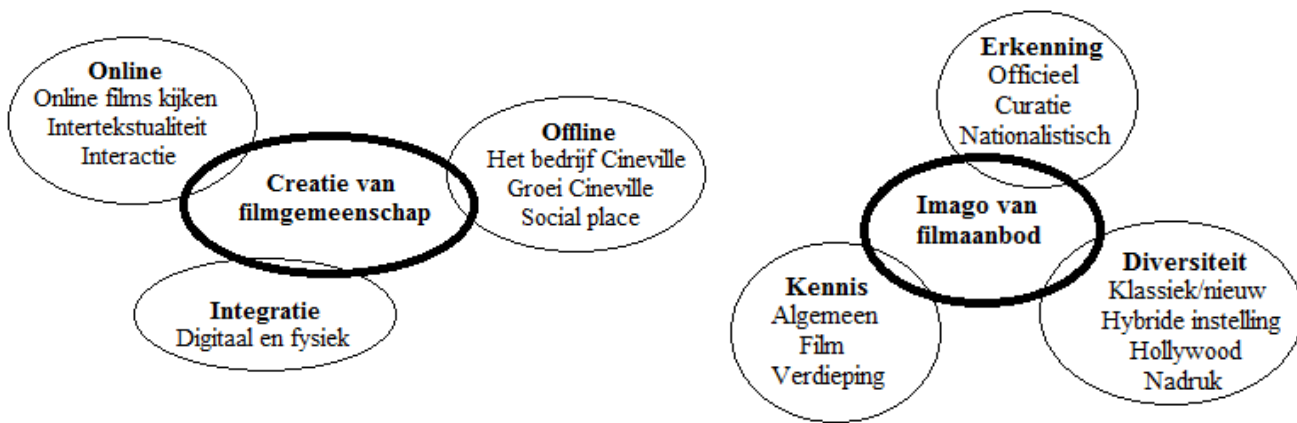 Online
Online films kijken
Intertekstualiteit
Interactie
Creatie van
filmgemeenschap
Offline
Het bedrijf Cineville
Groei Cineville
Social place
Integratie
Digitaal en fysiek
Erkenning
Officieel
Curatie
Nationalistisch
Imago van
filmaanbod
Kennis
Algemeen
Film
Verdieping
Diversiteit
Klassiek/nieuw
Hybride instelling
Hollywood
Nadruk